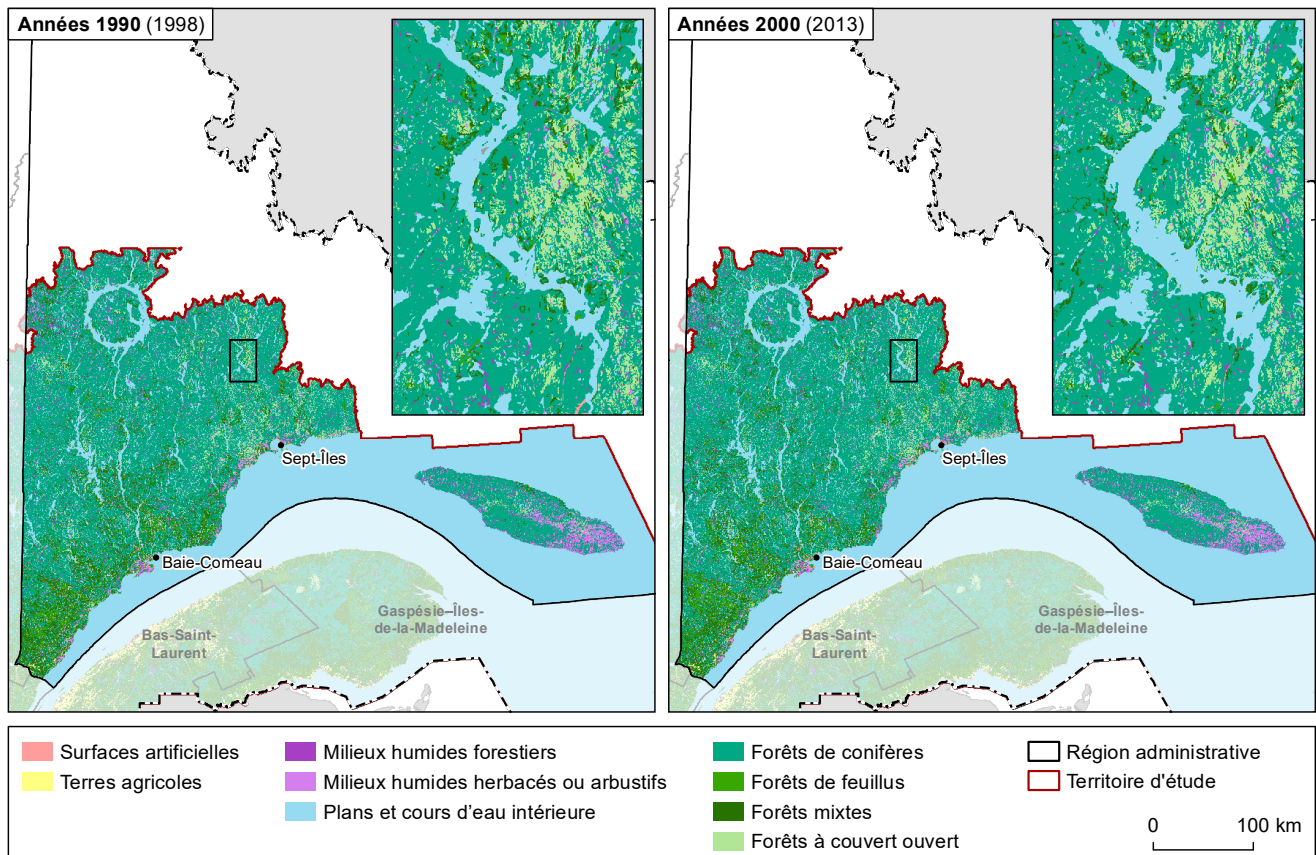 Années 1990 (1998)
Sept-Îles
Baie-Comeau
Gaspésie–Îles-
de-la-Madeleine
Bas-Saint-
Laurent
Années 2000 (2013)
Sept-Îles
Baie-Comeau
Gaspésie–Îles-
de-la-Madeleine
Bas-Saint-
Laurent
Surfaces artificielles
Terres agricoles
Milieux humides forestiers
Milieux humides herbacés ou arbustifs
Plans et cours d’eau intérieure
Forêts de conifères
Forêts de feuillus
Forêts mixtes
Forêts à couvert ouvert
Région administrative
Territoire d'étude
0 100 km